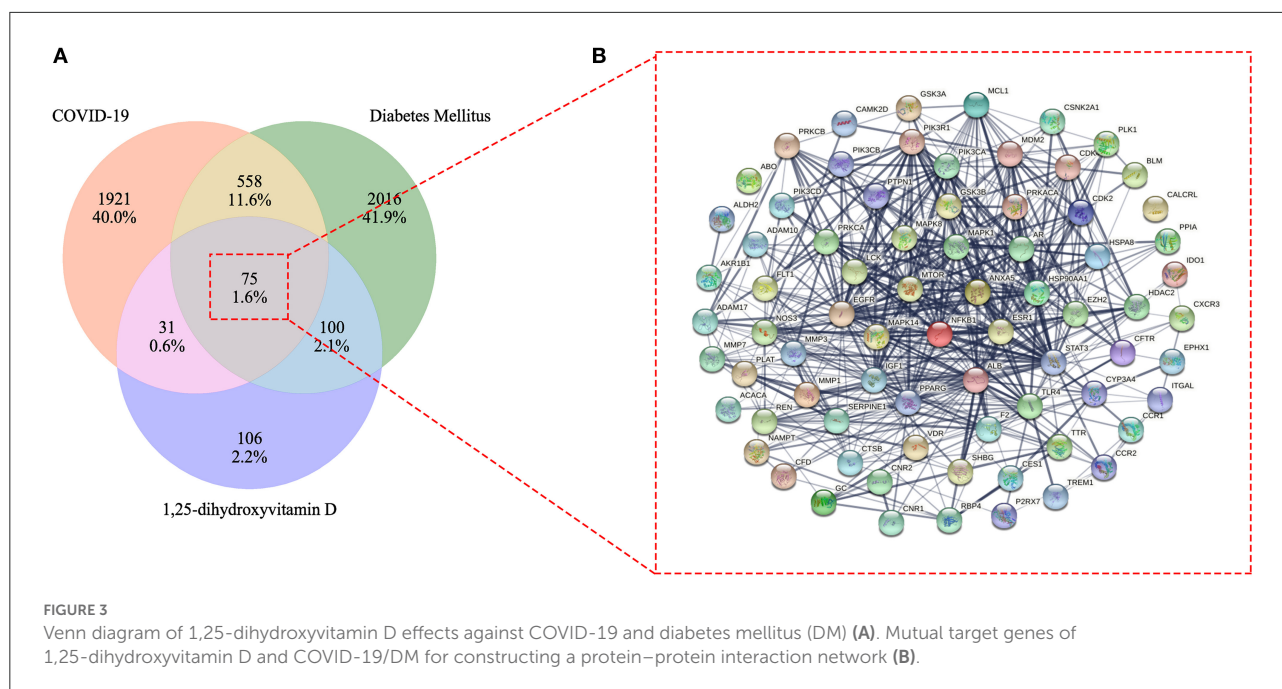 A
B
COVID-19
Diabetes Mellitus
1921
40.0%
558
11.6%
2016
41.9%
75
1.6%
31
0.6%
100
2.1%
106
2.2%
1,25-dihydroxyvitamin D
GSK3A
MCL1
CAMK2D
CSNK2A1
PRKCB
PIK3R1
MDM2
PLK1
PIK3CB
PIK3CA
BLM
ABO
PTPN1
GSK3B
PRKACA
CALCRL
PIK3CD
CDK2
ALDH2
ADAM10
PRKCA
MAPK8
MAPK1
AR
PPIA
HSPA8
AKR1B1
LCK
IDO1
FLT1
MTOR
ANXA5
HSP90AA1
EZH2
HDAC2
ADAM17
EGFR
CXCR3
NOS3
MAPK14
NFKB1
ESR1
MMP7
MMP3
STAT3
CFTR
EPHX1
PLAT
IGF1
ALB
MMP1
PPARG
TLR4
CYP3A4
ITGAL
ACACA
REN
SERPINE1
F2
CCR1
NAMPT
VDR
TTR
CTSB
SHBG
CCR2
CFD
CNR2
CES1
TREM1
GC
CNR1
RBP4
P2RX7
FIGURE 3
Venn diagram of 1,25-dihydroxyvitamin D effects against COVID-19 and diabetes mellitus (DM) (A). Mutual target genes of
1,25-dihydroxyvitamin D and COVID-19/DM for constructing a protein–protein interaction network (B).